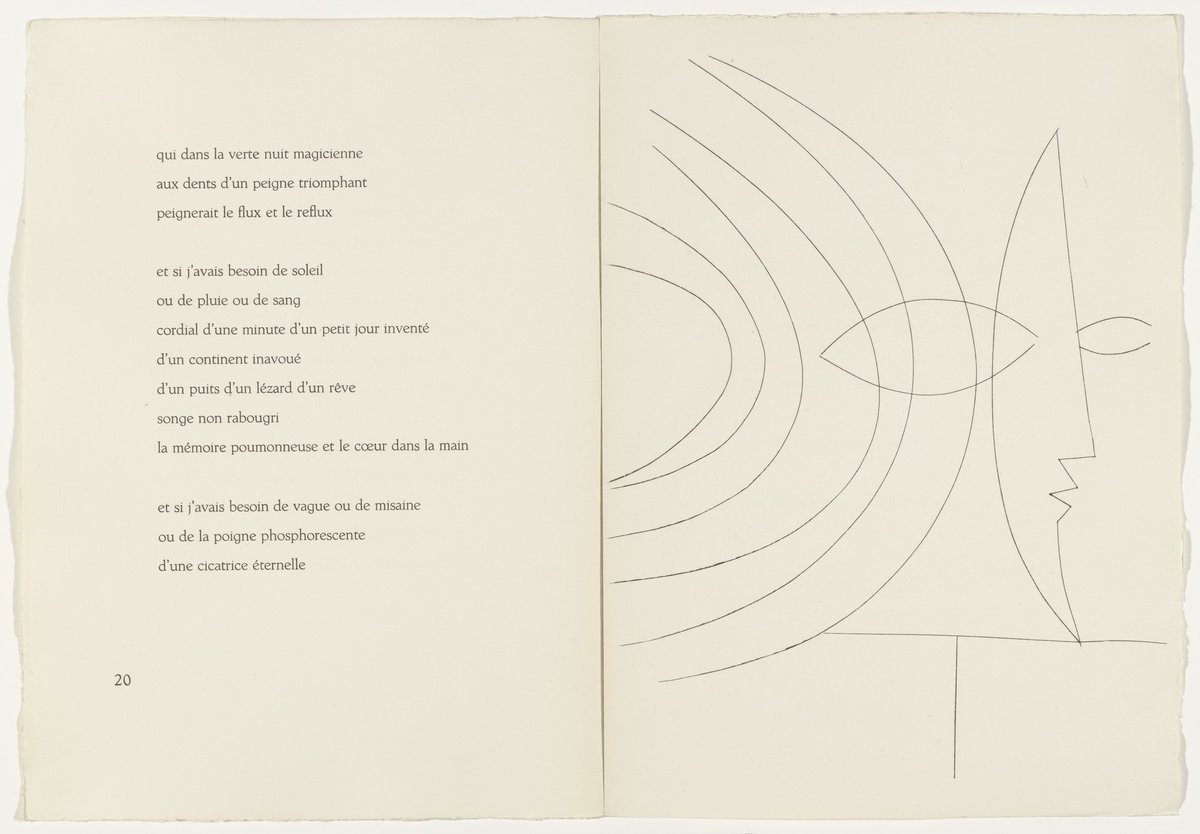 qui dans la verte nuit magicienne
aux dents d'un peigne triomphant
peignerait le flux et le reflux
et si j'avais besoin de soleil
ou de pluie ou de sang
cordial d'une minute d'un petit jour inventé
d'un continent inavoué
d'un puits d'un lézard d'un rêve
songe non rabougri
la mémoire poumonneuse et le cœur dans la main
et si j'avais besoin de vague ou de misaine
ou de la poigne phosphorescente
d'une cicatrice éternelle
20